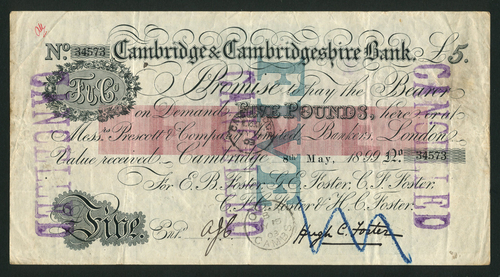 No. 34573 Cambridge & Cambridgeshire Bank. £5.
I Promise to pay the Bearer
on Demand FIVE POUNDS, here or at
Messrs Prescott & Company Limited Bankers London
Value received Cambridge 8th May, 1899 No. 34573
For E.B. Foster, G.E. Foster, C.F. Foster,
Foster & H.C. Foster.
Five Entd.
Hugh C. Foster
FIVE
CANCELLED
CANCELLED
CANCELLED